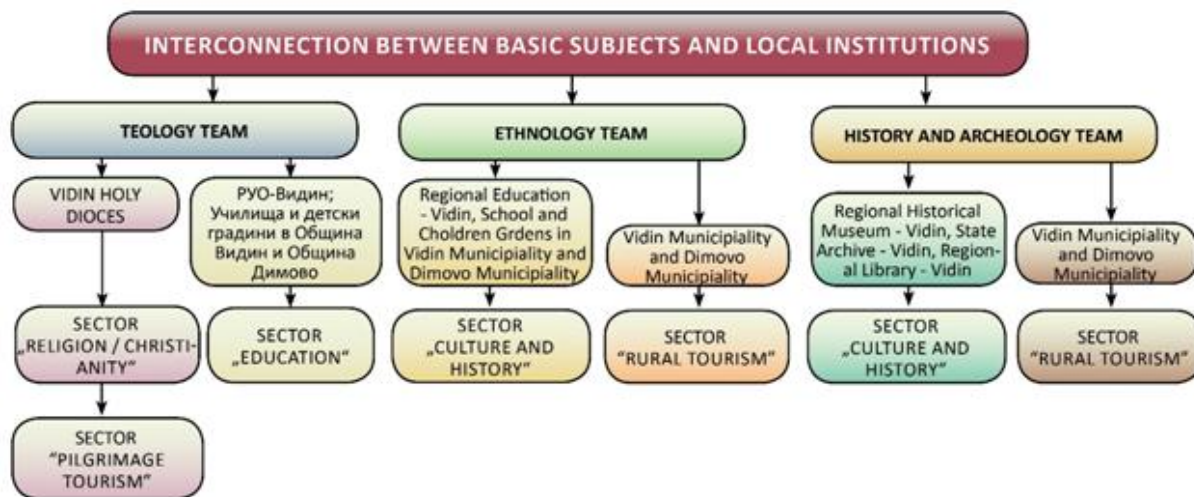 INTERCONNECTION BETWEEN BASIC SUBJECTS AND LOCAL INSTITUTIONS
TEOLOGY TEAM
ETHNOLOGY TEAM
HISTORY AND ARCHEOLOGY TEAM
VIDIN HOLY
DIOCES
РУО-Видин;
Училища и детски
градини в Община
Видин и Община
Димово
Regional Education
- Vidin, School and
Choldren Grdens in
Vidin Municipiality and
Dimovo Municipiality
Vidin Municipiality
and Dimovo
Municipiality
Regional Historical
Museum - Vidin, State
Archive - Vidin, Region-
al Library - Vidin
Vidin Municipiality
and Dimovo
Municipiality
SECTOR
„RELIGION / CHRISTI-
ANITY"
SECTOR
„EDUCATION"
SECTOR
„CULTURE AND
HISTORY"
SECTOR
"RURAL TOURISM"
SECTOR
„CULTURE AND
HISTORY"
SECTOR
"RURAL TOURISM"
SECTOR
"PILGRIMAGE
TOURISM"